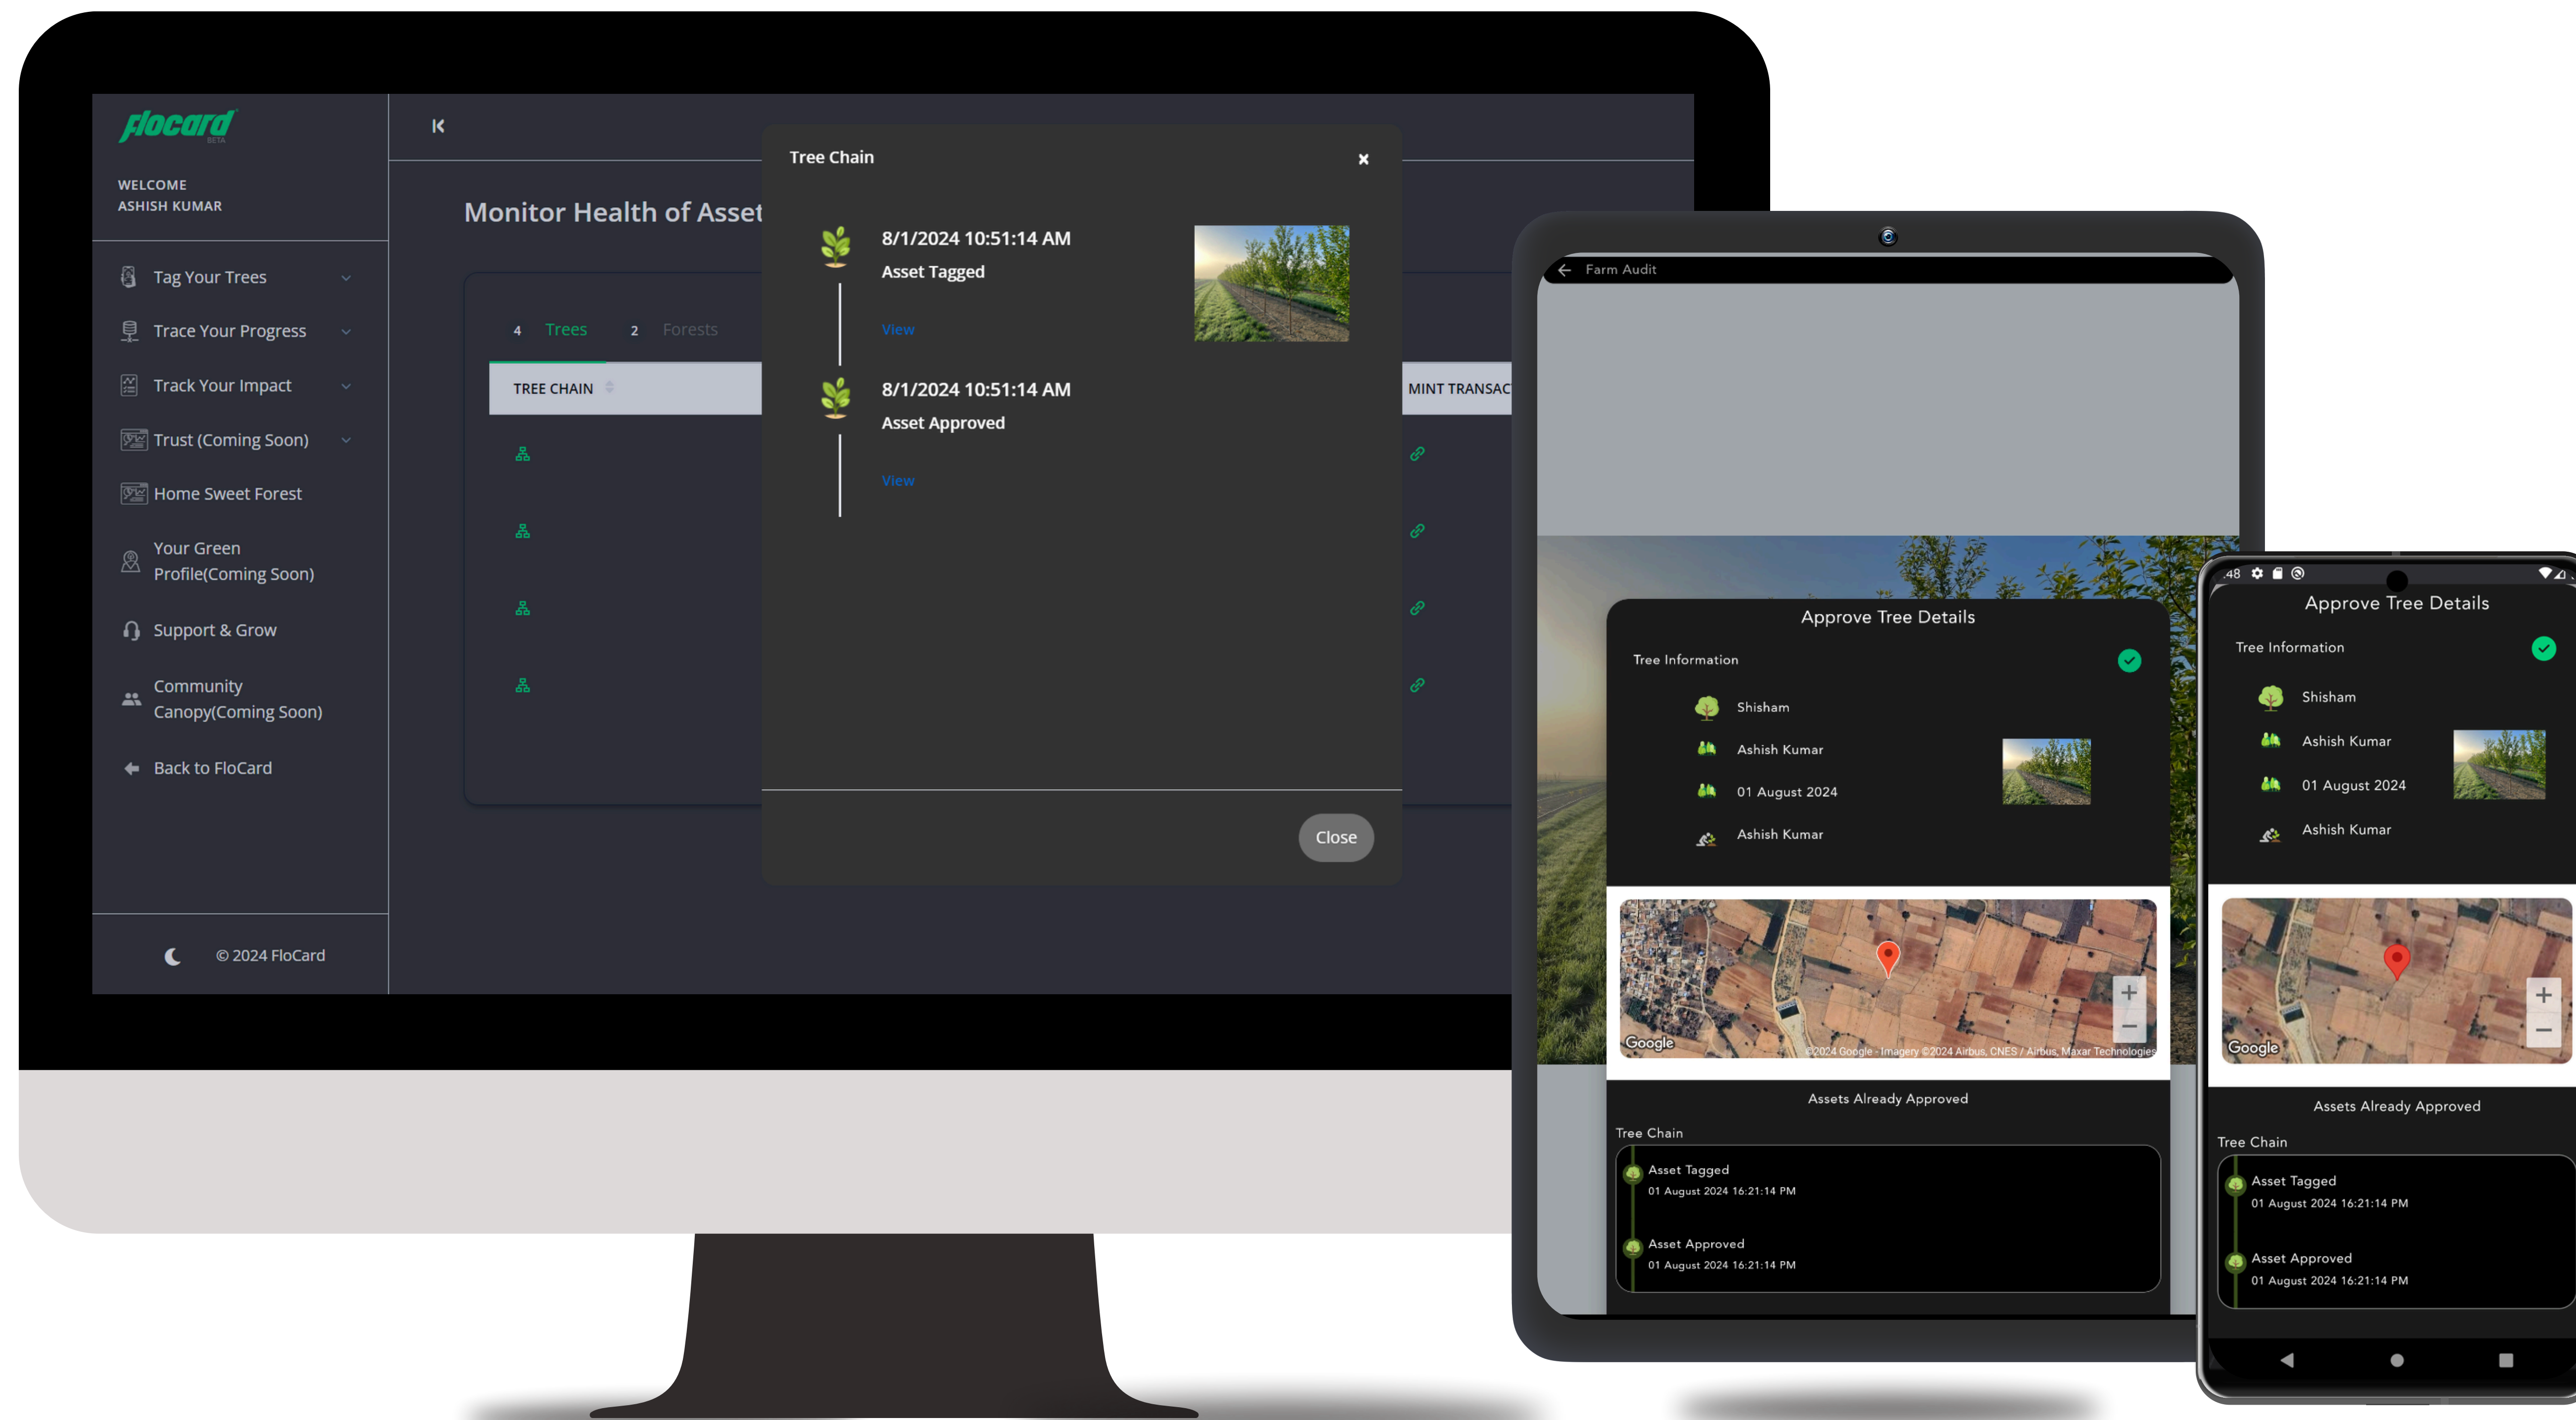 Flocard
BETA
WELCOME
ASHISH KUMAR
Tag Your Trees
Trace Your Progress
Track Your Impact
Trust (Coming Soon)
Home Sweet Forest
Your Green
Profile(Coming Soon)
Support & Grow
Community
Canopy(Coming Soon)
Back to FloCard
© 2024 FloCard
Monitor Health of Asset
4 Trees 2 Forests
TREE CHAIN
MINT TRANSAC
Tree Chain
8/1/2024 10:51:14 AM
Asset Tagged
View
8/1/2024 10:51:14 AM
Asset Approved
View
Close
Farm Audit
Approve Tree Details
Tree Information
Shisham
Ashish Kumar
01 August 2024
Ashish Kumar
Google
©2024 Google - Imagery ©2024 Airbus, CNES / Airbus, Maxar Technologies
Assets Already Approved
Tree Chain
Asset Tagged
01 August 2024 16:21:14 PM
Asset Approved
01 August 2024 16:21:14 PM
:48
Approve Tree Details
Tree Information
Shisham
Ashish Kumar
01 August 2024
Ashish Kumar
Google
Assets Already Approved
Tree Chain
Asset Tagged
01 August 2024 16:21:14 PM
Asset Approved
01 August 2024 16:21:14 PM